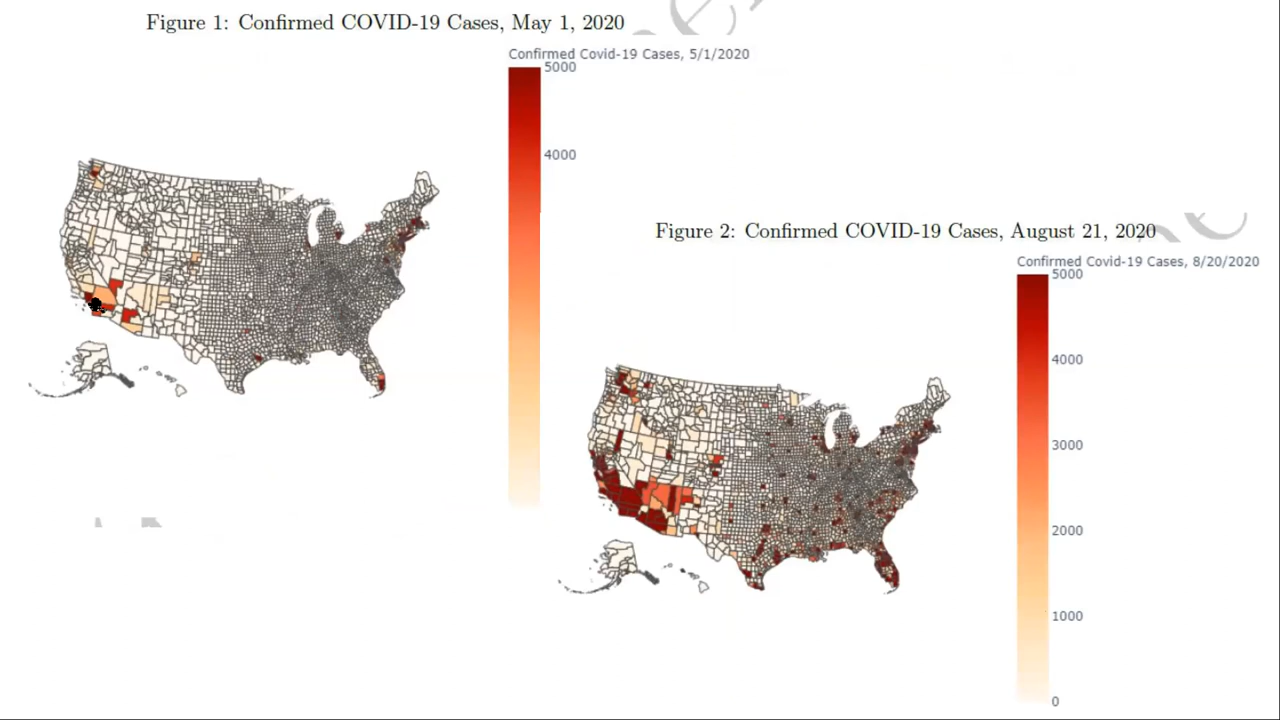 Figure 1: Confirmed COVID-19 Cases, May 1, 2020
Confirmed Covid-19 Cases, 5/1/2020
5000
4000
Figure 2: Confirmed COVID-19 Cases, August 21, 2020
Confirmed Covid-19 Cases, 8/20/2020
5000
4000
3000
2000
1000
0